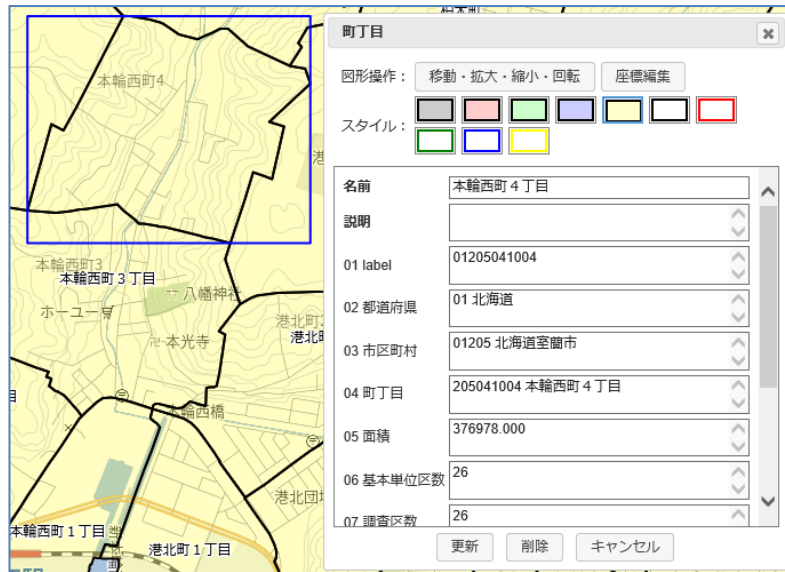 町丁目
図形操作：
移動・拡大・縮小・回転
座標編集
スタイル：
名前
本輪西町４丁目
説明
01 label
01205041004
02 都道府県
01 北海道
03 市区町村
01205 北海道室蘭市
04 町丁目
205041004 本輪西町４丁目
05 面積
376978.000
06 基本単位区数
26
07 調査区数
26
更新
削除
キャンセル
本輪西町4
本輪西町3
本輪西町３丁目
八幡神社
ホーユー
本光寺
港北町
港北
本輪西橋
港北団
本輪西町１丁目
港北町１丁目